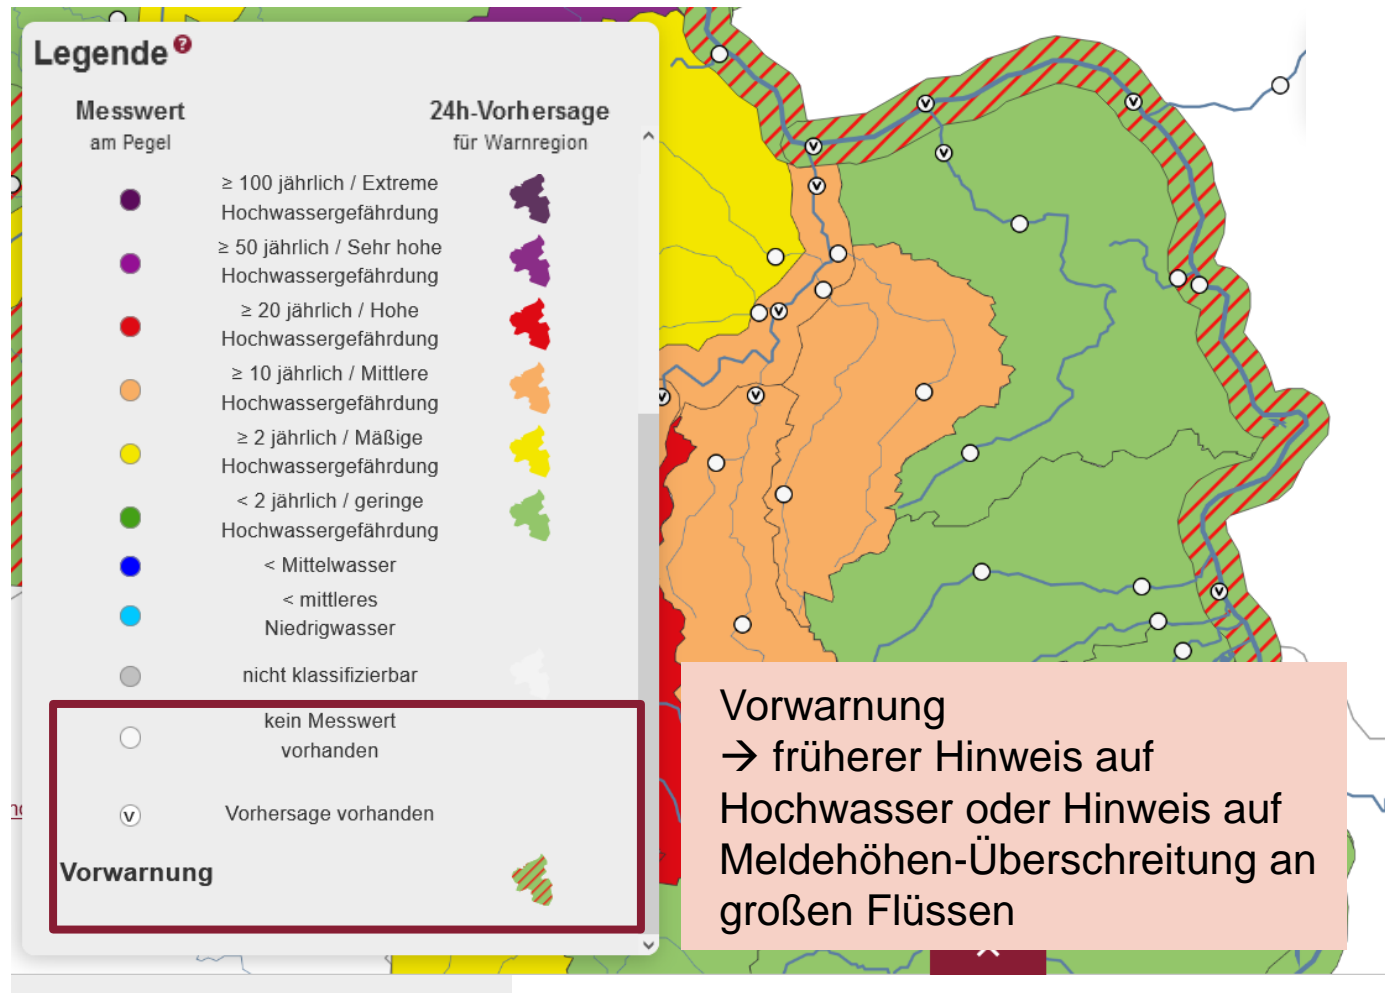 Legende?
Messwert
am Pegel
24h-Vorhersage
für Warnregion
≥ 100 jährlich / Extreme
Hochwassergefährdung
≥ 50 jährlich / Sehr hohe
Hochwassergefährdung
≥ 20 jährlich / Hohe
Hochwassergefährdung
≥ 10 jährlich / Mittlere
Hochwassergefährdung
≥ 2 jährlich / Mäßige
Hochwassergefährdung
< 2 jährlich / geringe
Hochwassergefährdung
< Mittelwasser
< mittleres
Niedrigwasser
nicht klassifizierbar
kein Messwert
vorhanden
V Vorhersage vorhanden
Vorwarnung
Vorwarnung
→ früherer Hinweis auf
Hochwasser oder Hinweis auf
Meldehöhen-Überschreitung an
großen Flüssen